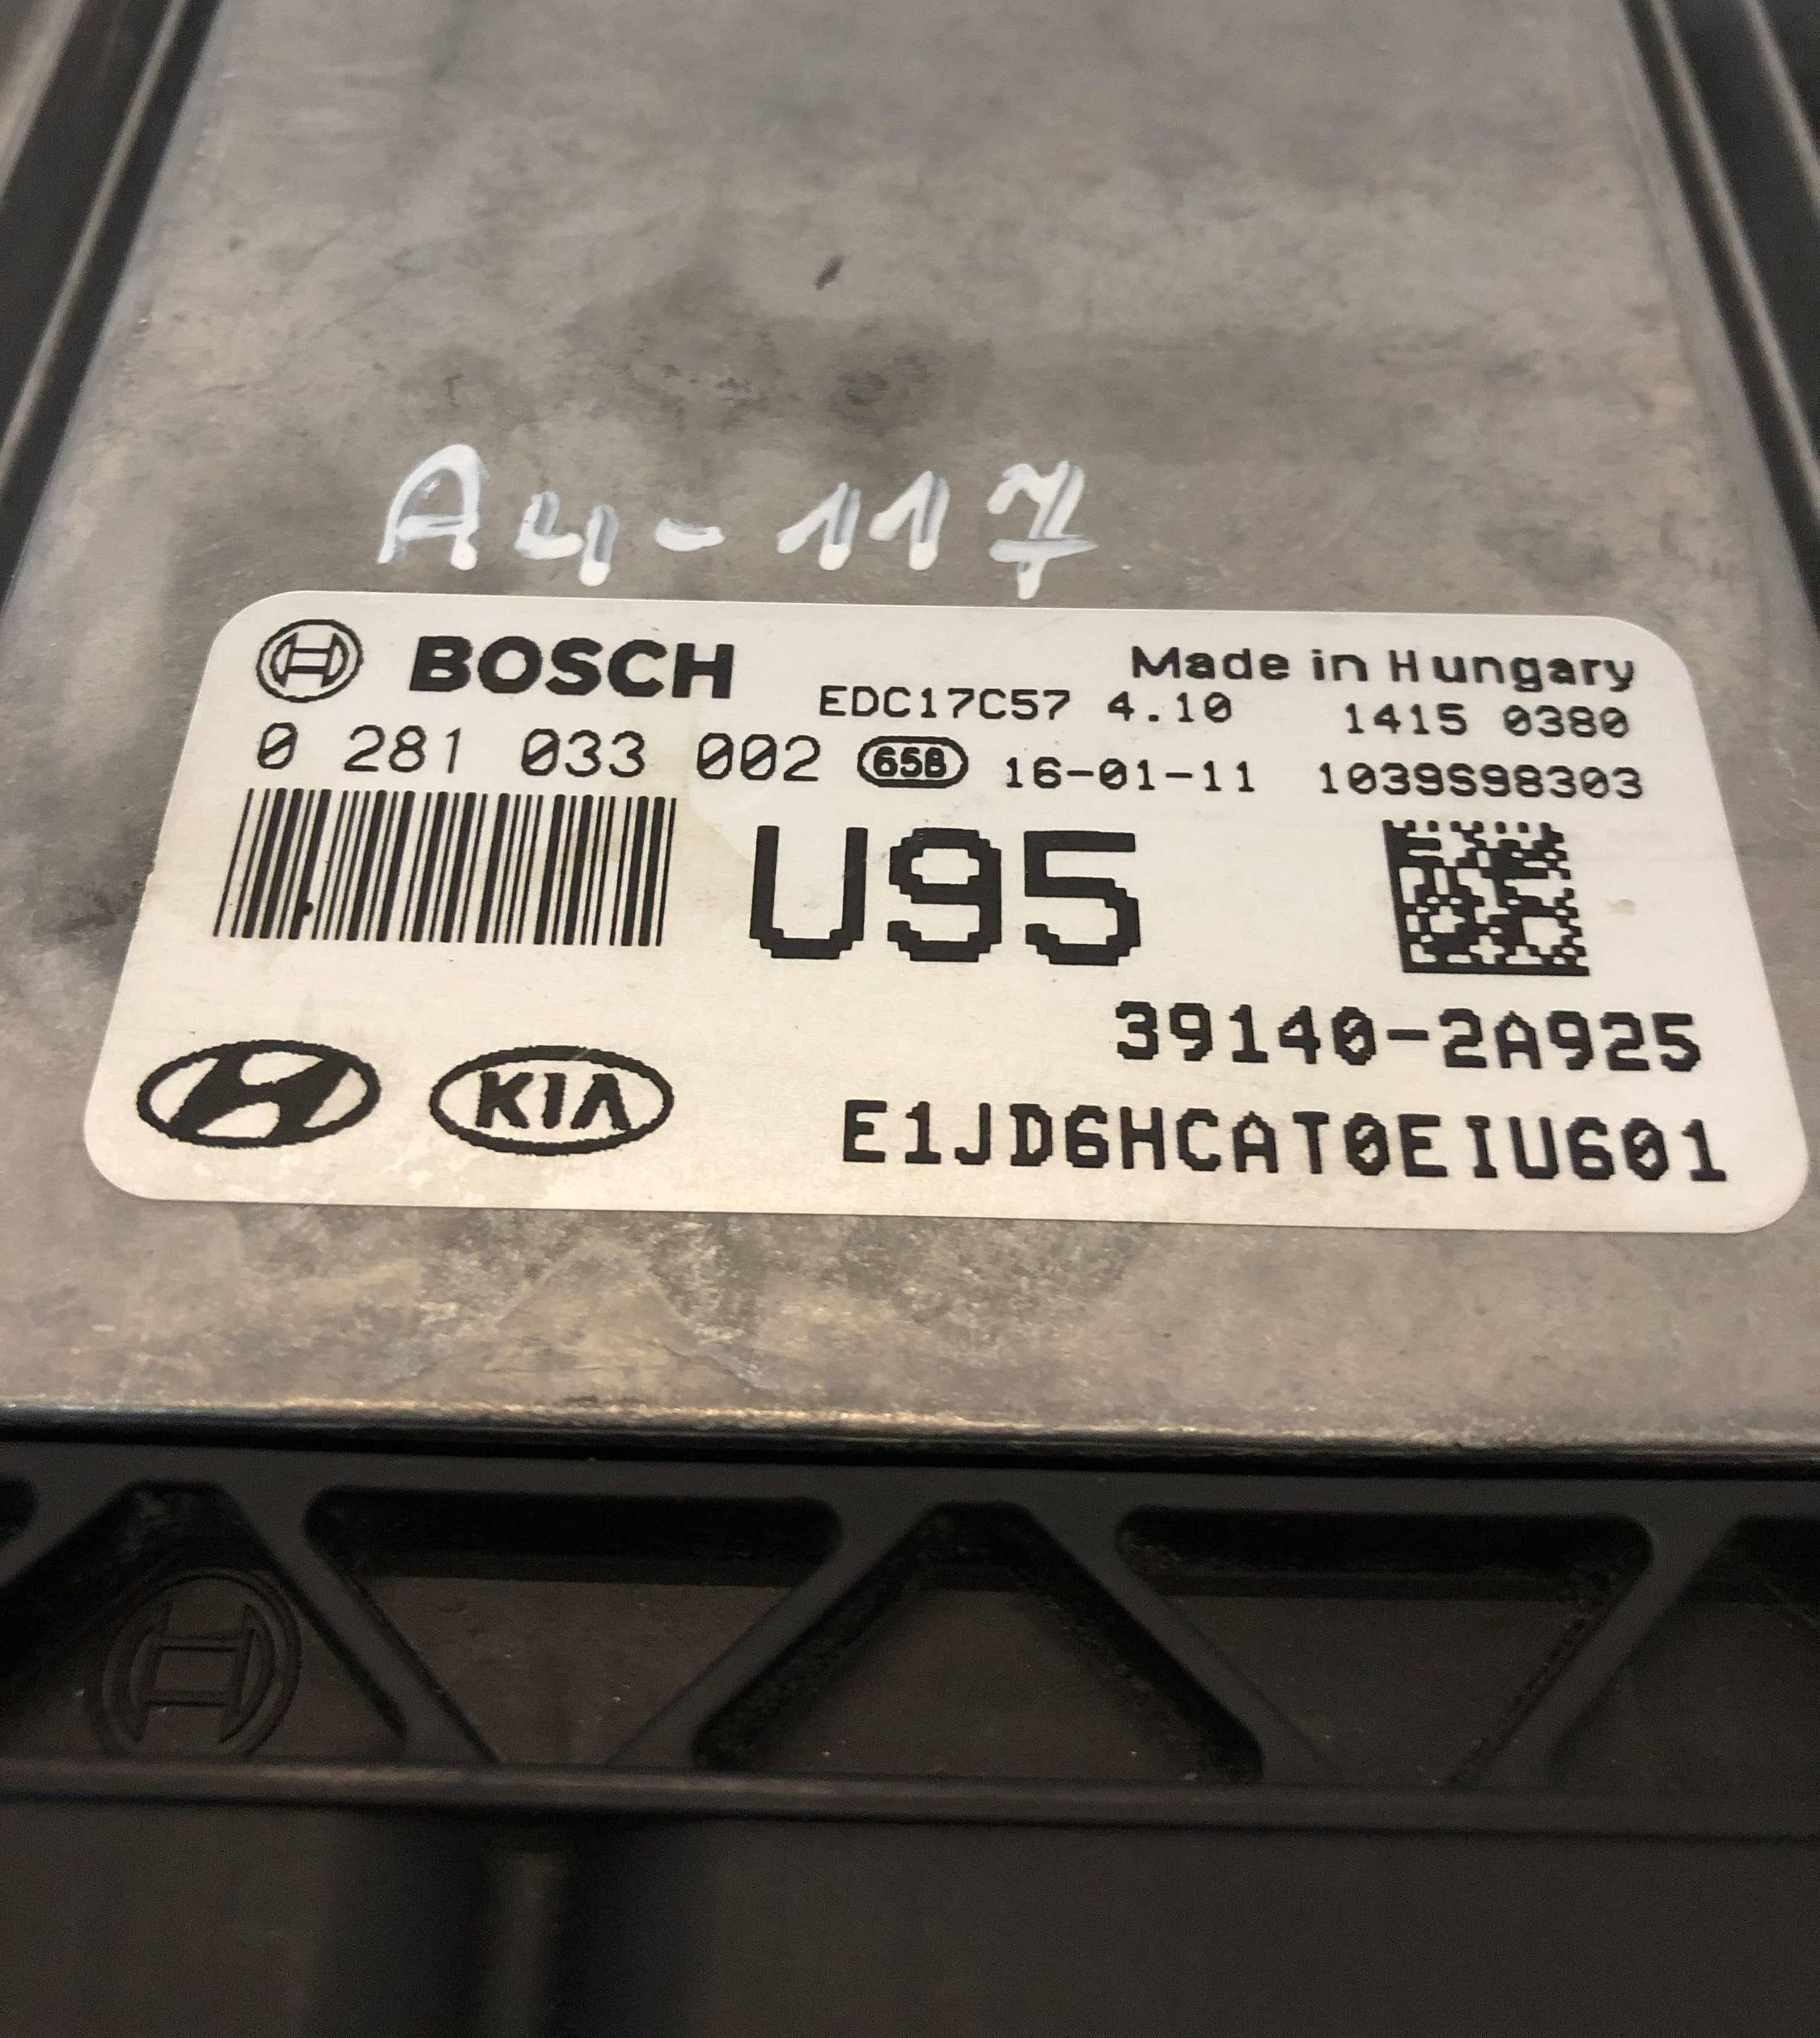 A4-117
BOSCH Made in Hungary
EDC17C57 4.10 1415 0380
0 281 033 002 65B 16-01-11 1039S98303
U95
39140-2A925
KIA E1JD6HCAT0EIU601